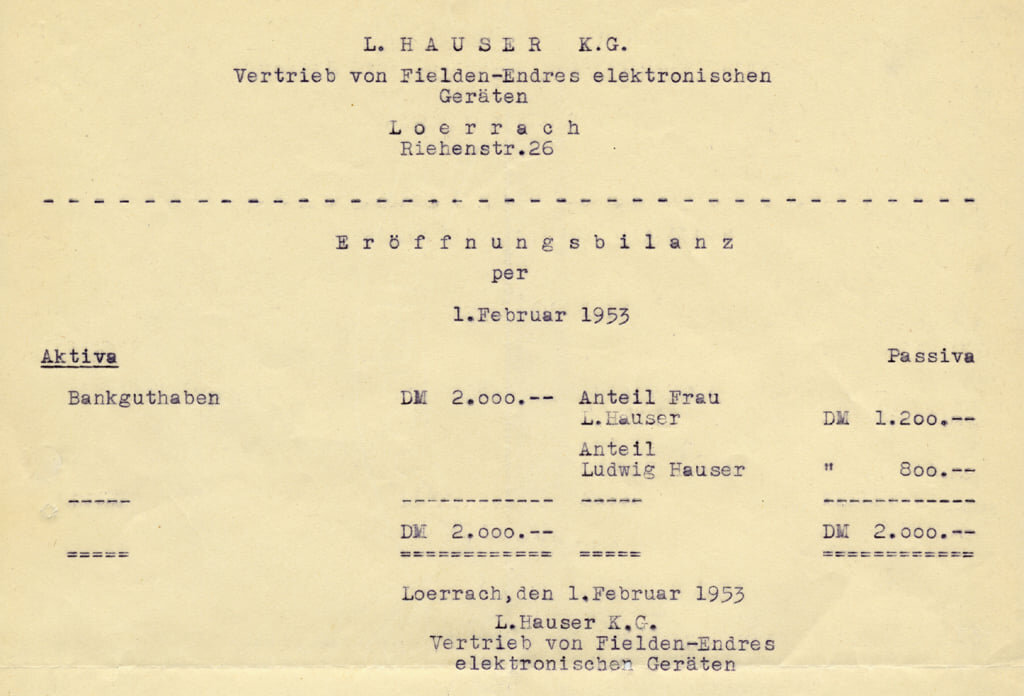 L. H A U S E R K.G.
Vertrieb von Fielden-Endres elektronischen
Geräten
L o e r r a c h
Riehenstr.26
- - - - - - - - - - - - - - - - - - - - - - - - - - - - - - - - - - - - -
E r ö f f n u n g s b i l a n z
per
1.Februar 1953
Aktiva Passiva
Bankguthaben DM 2.ooo.-- Anteil Frau
L.Hauser DM 1.2oo.--
Anteil
Ludwig Hauser " 8oo.--
----- ------------ ----- ------------
DM 2.ooo.-- DM 2.ooo.--
===== ============ ===== ============
Loerrach,den 1.Februar 1953
L.Hauser K.G.
Vertrieb von Fielden-Endres
elektronischen Geräten